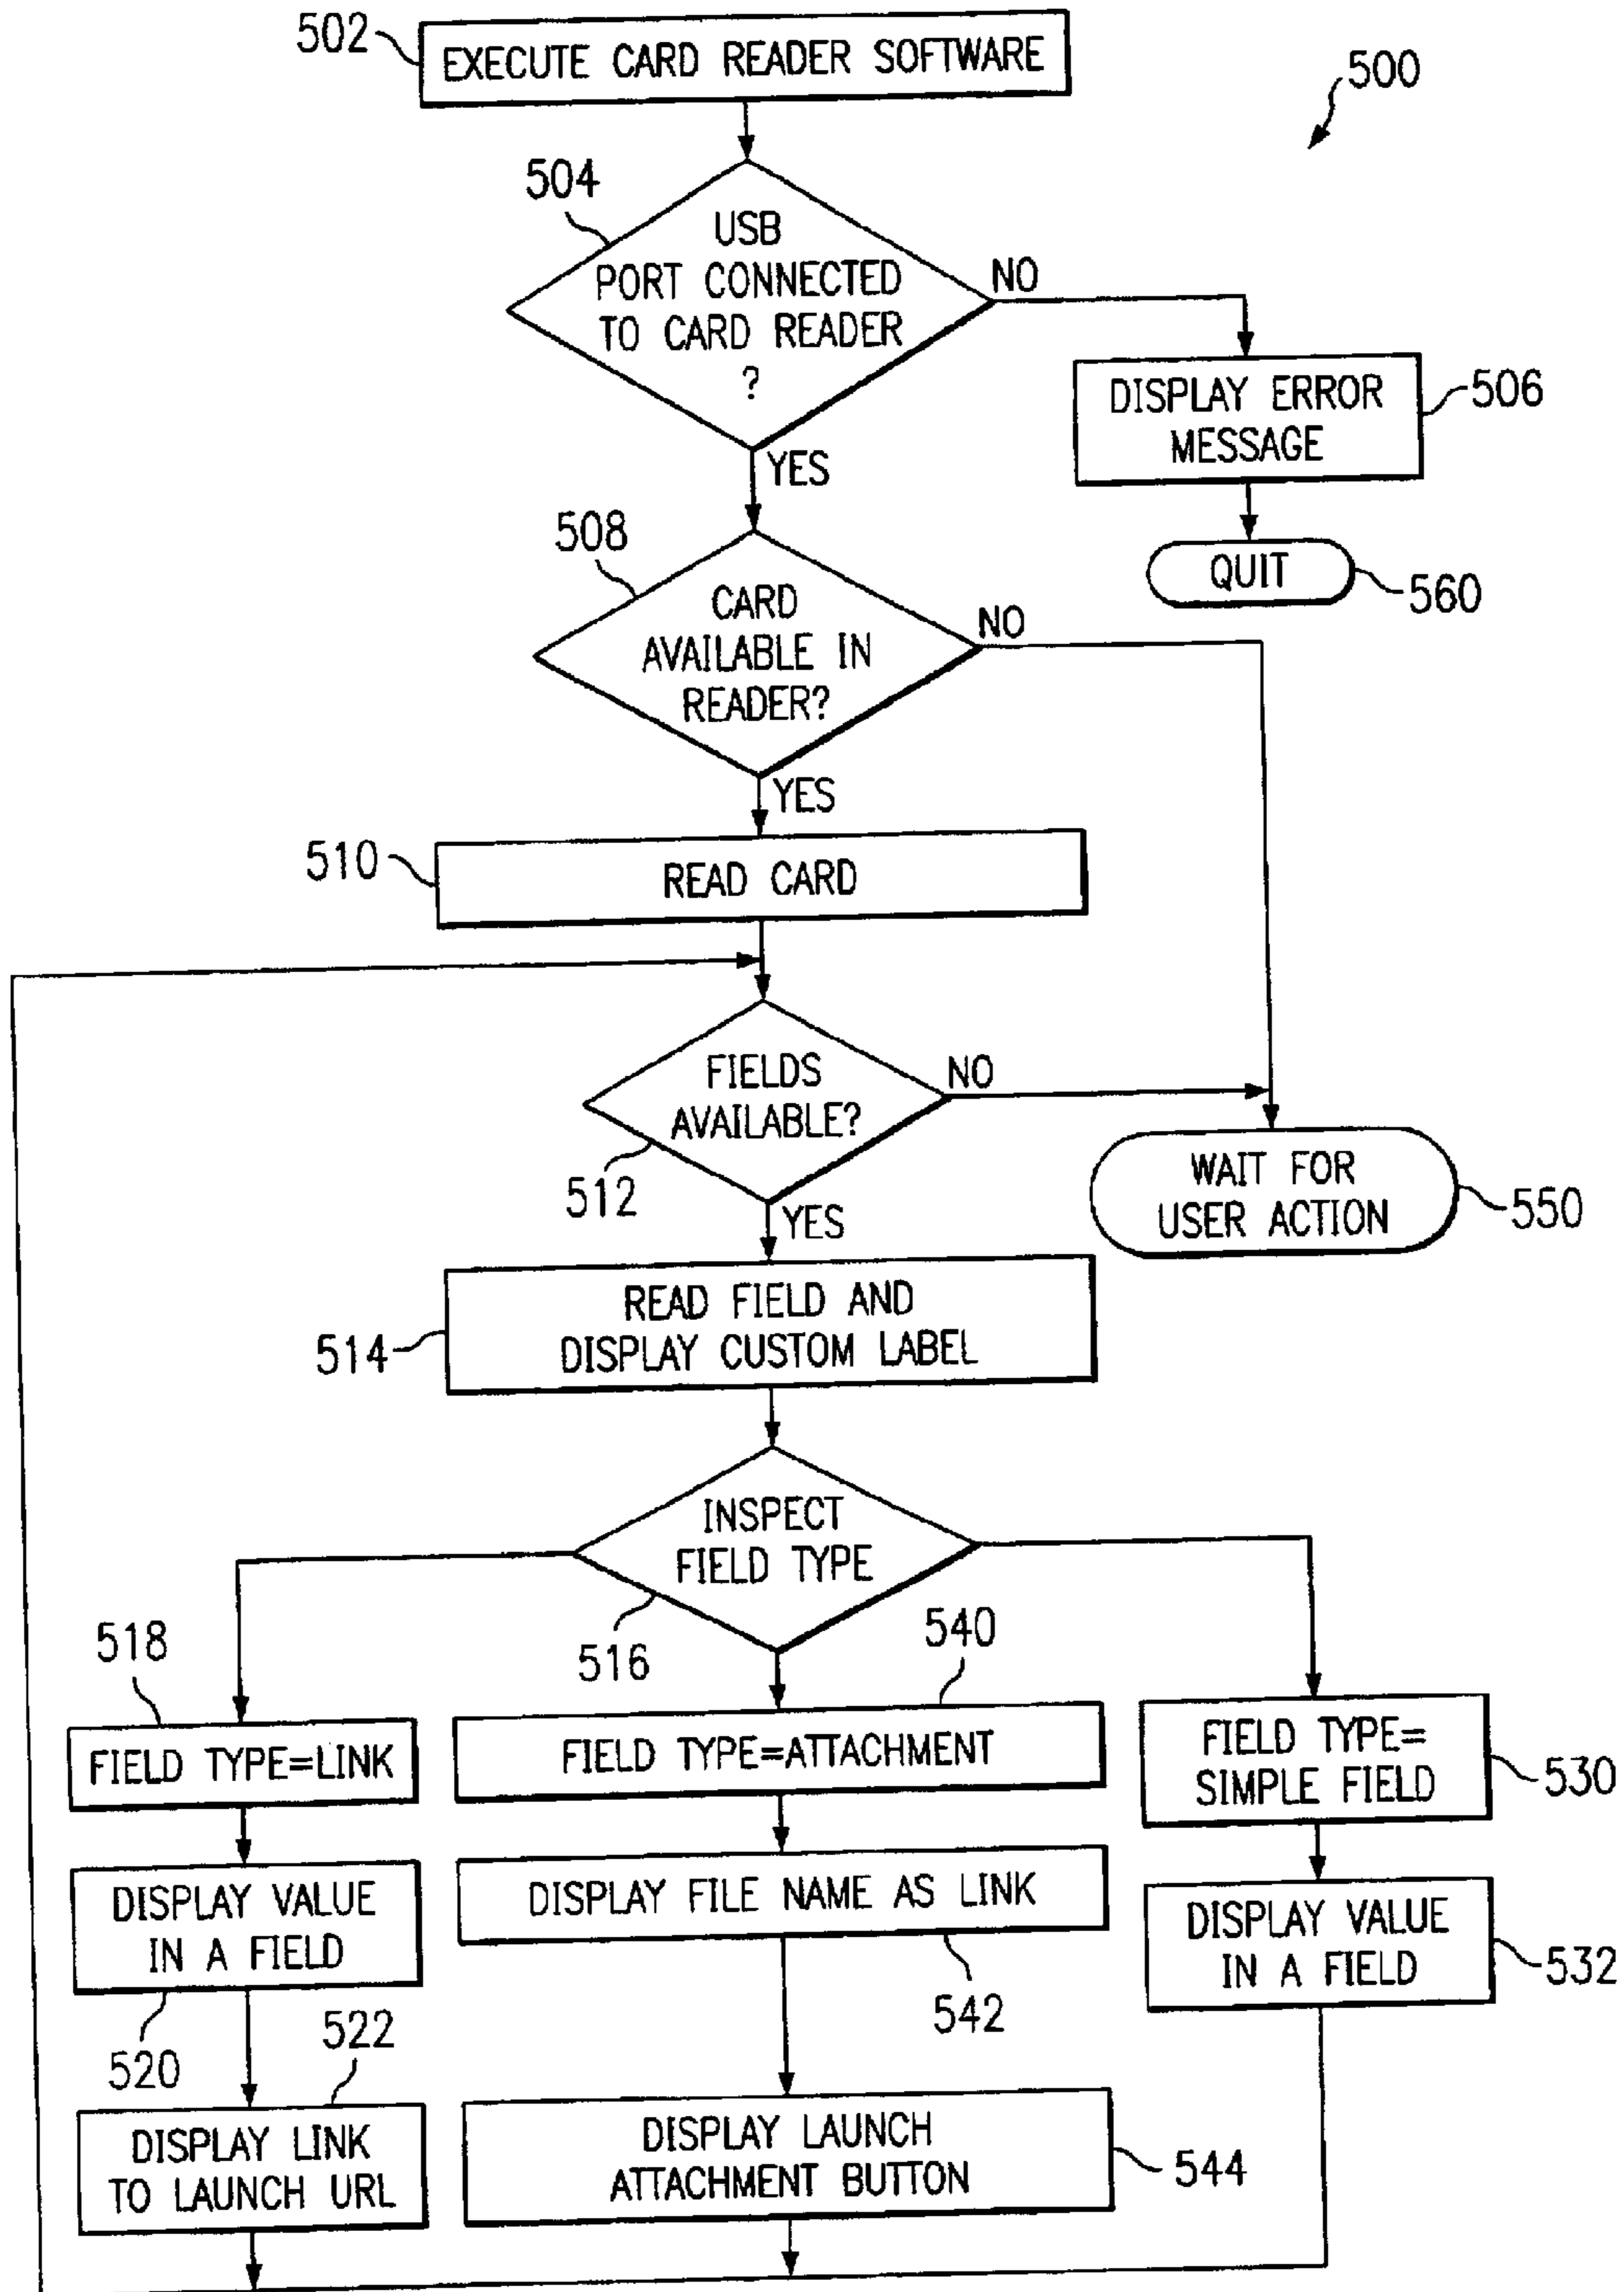 502
EXECUTE CARD READER SOFTWARE
500
504
USB
PORT CONNECTED
TO CARD READER
?
NO
YES
DISPLAY ERROR
MESSAGE
506
QUIT
560
508
CARD
AVAILABLE IN
READER?
NO
YES
510
READ CARD
FIELDS
AVAILABLE?
NO
512
YES
WAIT FOR
USER ACTION
550
READ FIELD AND
DISPLAY CUSTOM LABEL
514
INSPECT
FIELD TYPE
516
518
540
FIELD TYPE=LINK
FIELD TYPE=ATTACHMENT
FIELD TYPE=
SIMPLE FIELD
530
DISPLAY VALUE
IN A FIELD
520
DISPLAY FILE NAME AS LINK
542
DISPLAY VALUE
IN A FIELD
532
522
DISPLAY LINK
TO LAUNCH URL
DISPLAY LAUNCH
ATTACHMENT BUTTON
544